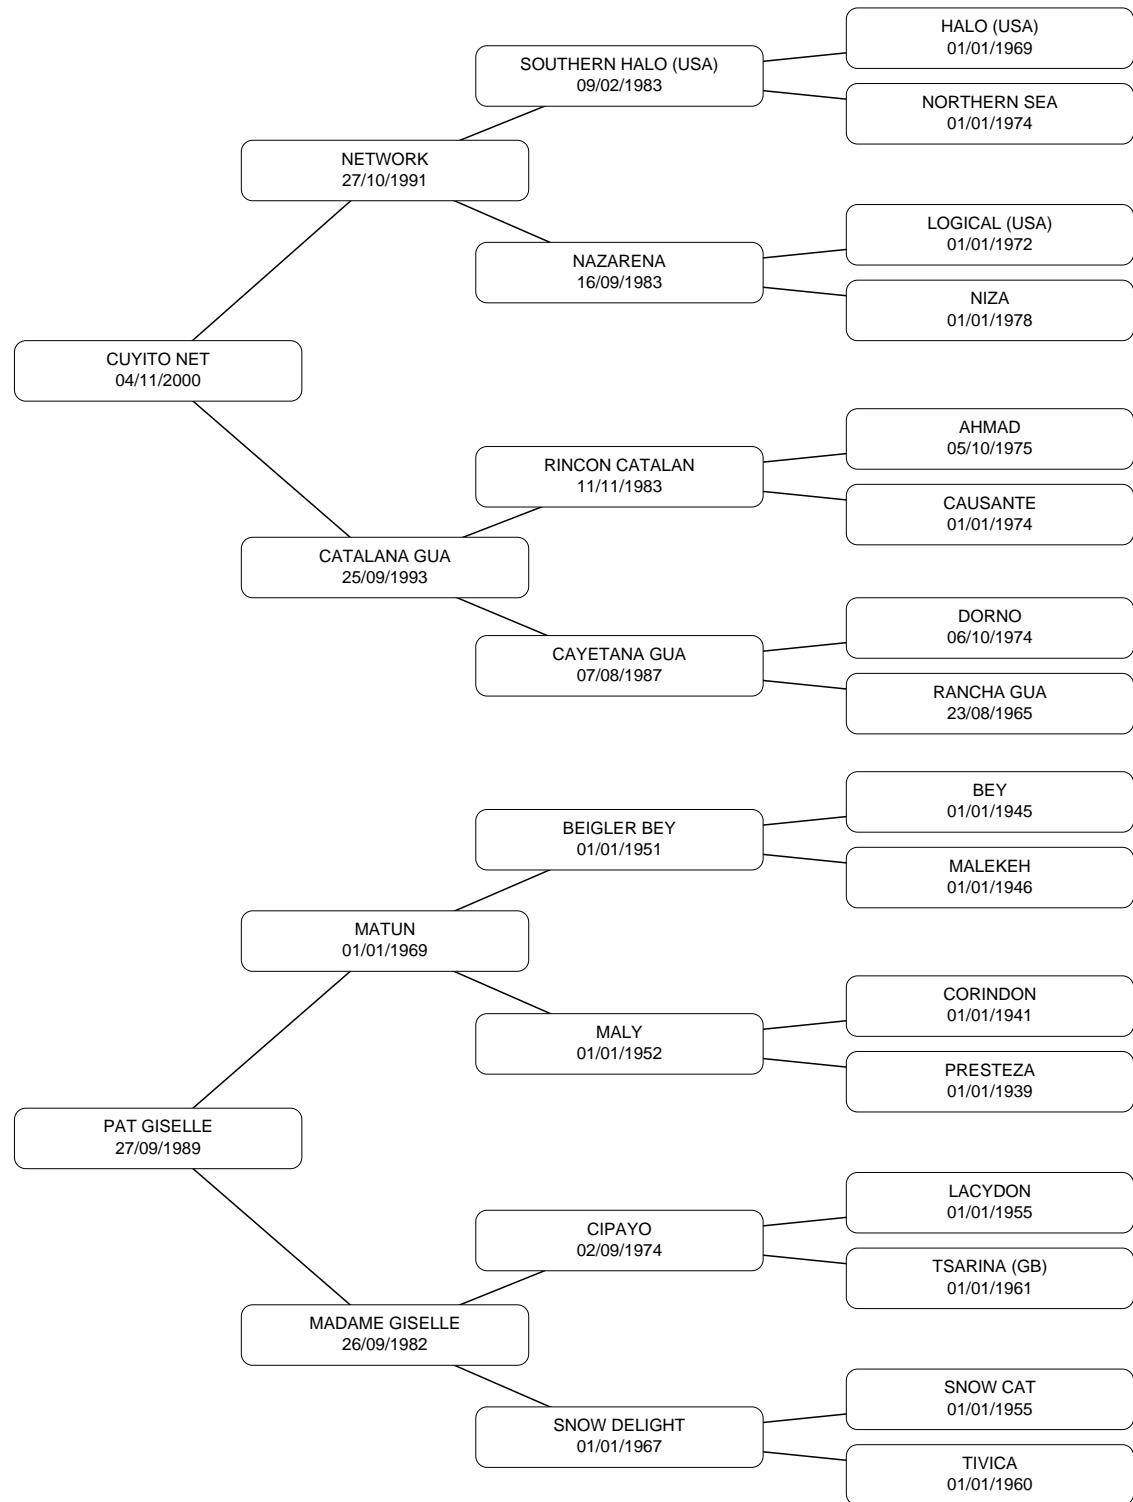 HALO (USA)
01/01/1969
SOUTHERN HALO (USA)
09/02/1983
NORTHERN SEA
01/01/1974
NETWORK
27/10/1991
LOGICAL (USA)
01/01/1972
NAZARENA
16/09/1983
NIZA
01/01/1978
CUYITO NET
04/11/2000
AHMAD
05/10/1975
RINCON CATALAN
11/11/1983
CAUSANTE
01/01/1974
CATALANA GUA
25/09/1993
DORNO
06/10/1974
CAYETANA GUA
07/08/1987
RANCHA GUA
23/08/1965
BEY
01/01/1945
BEIGLER BEY
01/01/1951
MALEKEH
01/01/1946
MATUN
01/01/1969
CORINDON
01/01/1941
MALY
01/01/1952
PRESTEZA
01/01/1939
PAT GISELLE
27/09/1989
LACYDON
01/01/1955
CIPAYO
02/09/1974
TSARINA (GB)
01/01/1961
MADAME GISELLE
26/09/1982
SNOW CAT
01/01/1955
SNOW DELIGHT
01/01/1967
TIVICA
01/01/1960